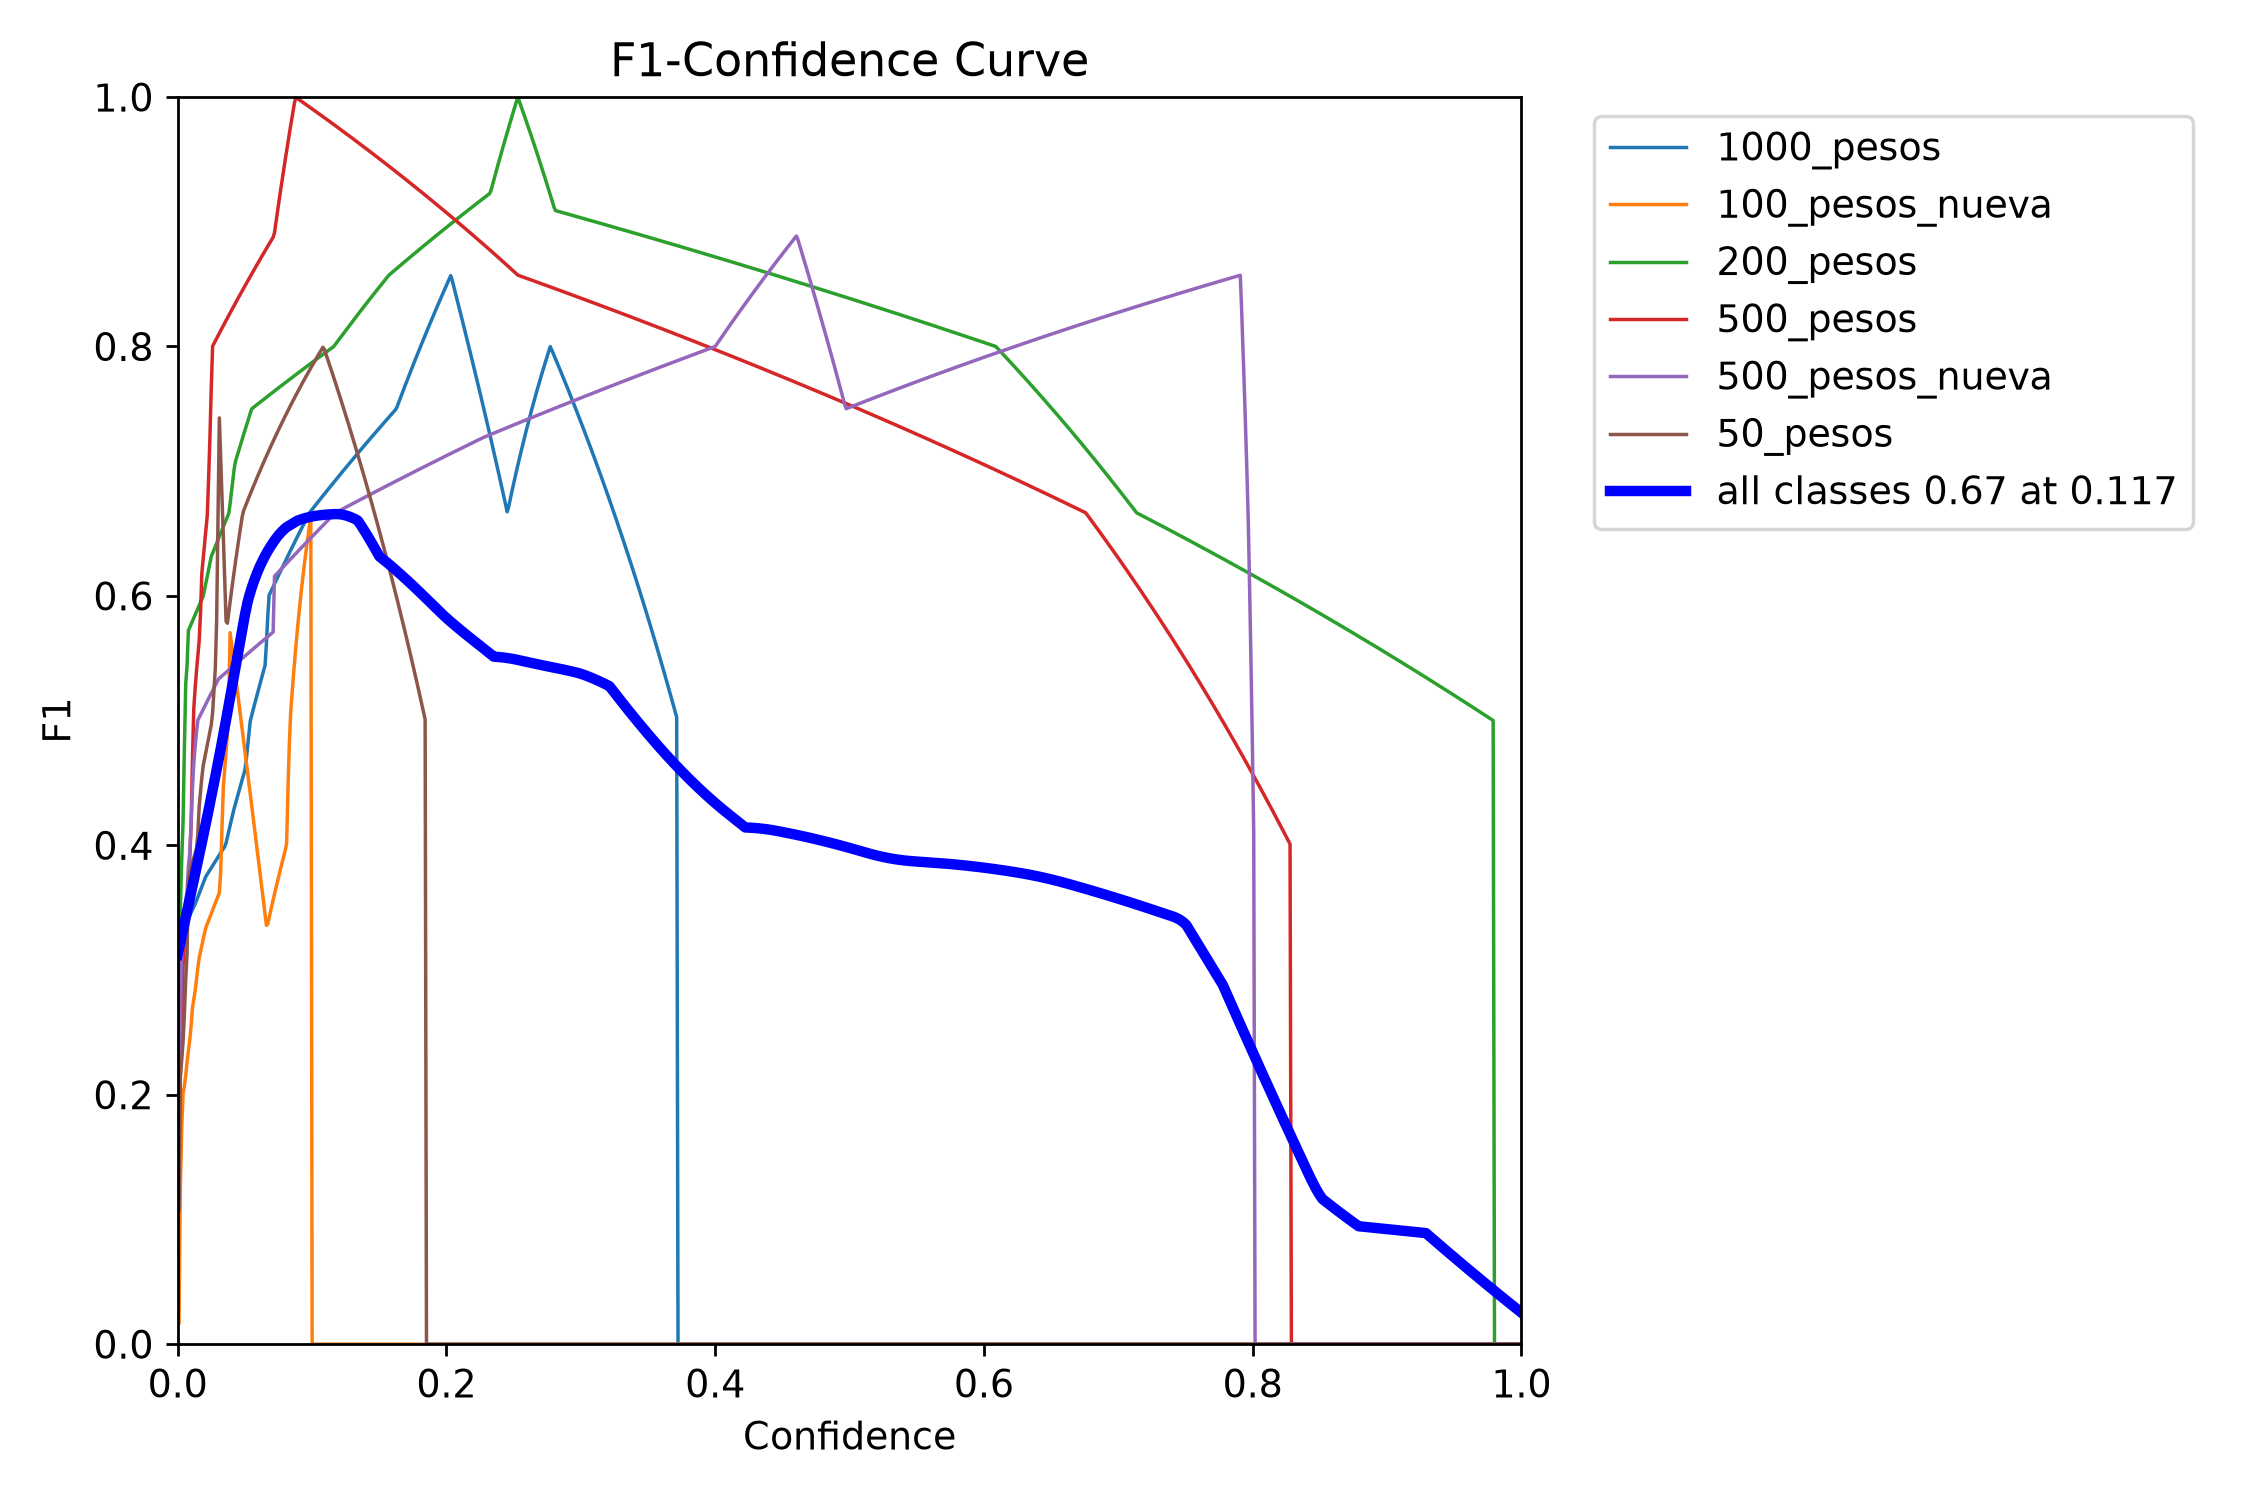 F1-Confidence Curve
1.0
0.8
0.6
0.4
0.2
0.0
F1
0.0 0.2 0.4 0.6 0.8 1.0
Confidence
1000_pesos
100_pesos_nueva
200_pesos
500_pesos
500_pesos_nueva
50_pesos
all classes 0.67 at 0.117